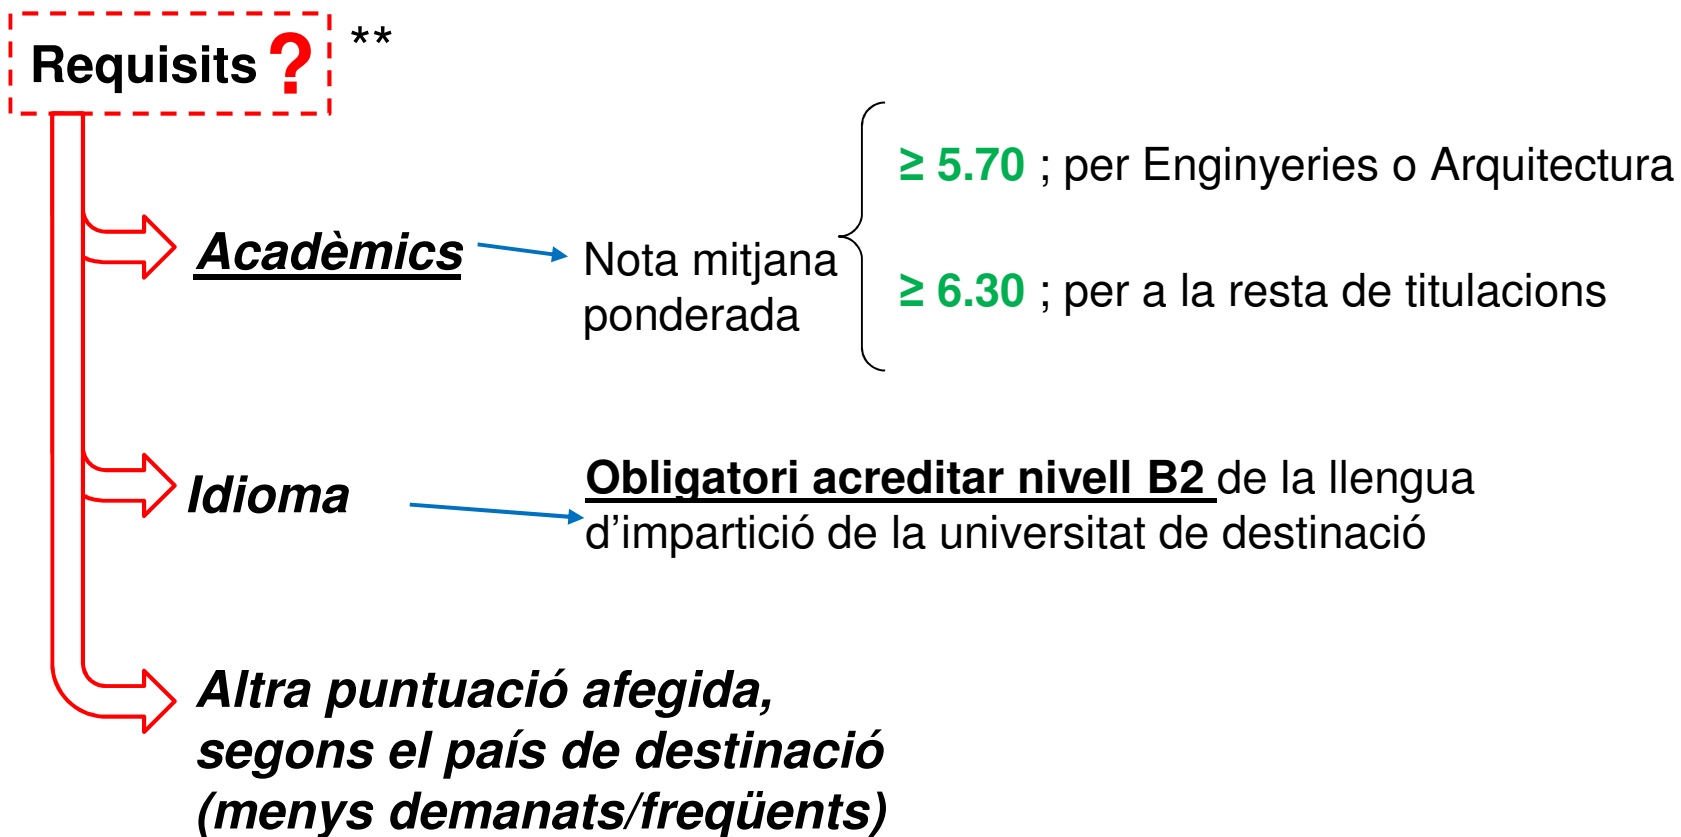 Requisits ? **
≥ 5.70 ; per Enginyeries o Arquitectura
Acadèmics
Nota mitjana
ponderada
≥ 6.30 ; per a la resta de titulacions
Idioma
Obligatori acreditar nivell B2 de la llengua
d’impartició de la universitat de destinació
Altra puntuació afegida,
segons el país de destinació
(menys demanats/freqüents)